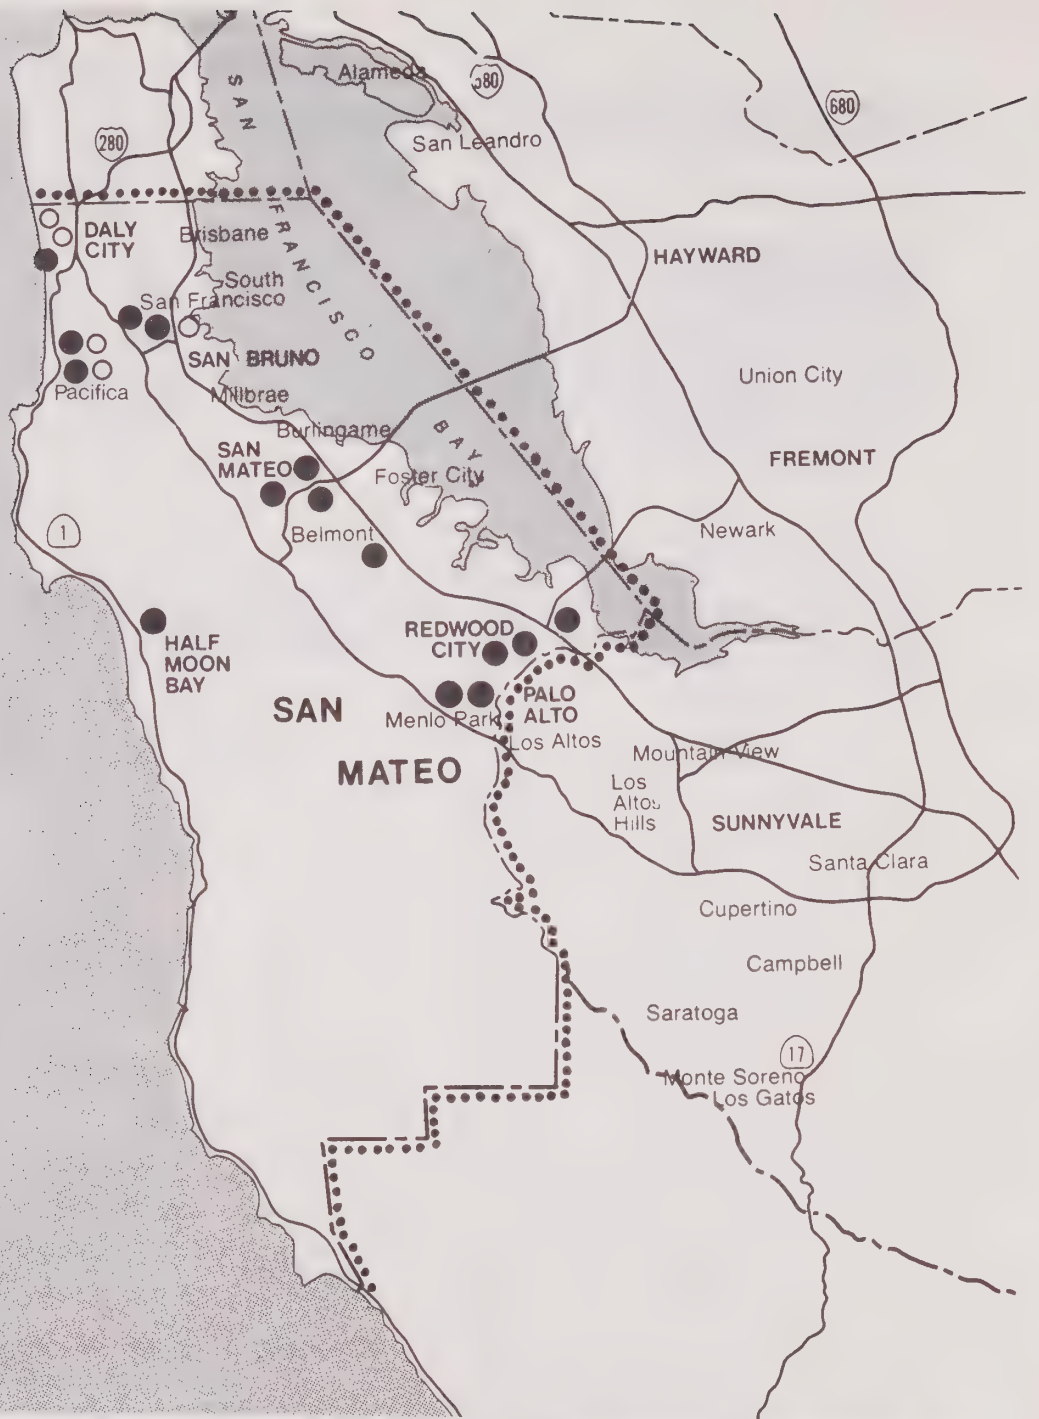 Alameda
580
680
SAN
FRANCISCO
BAY
San Leandro
280
DALY
CITY
Brisbane
HAYWARD
South
San Francisco
SAN BRUNO
Millbrae
Pacifica
Union City
Burlingame
SAN
MATEO
Foster City
FREMONT
1
Belmont
Newark
REDWOOD
CITY
HALF
MOON
BAY
PALO
ALTO
SAN
MATEO
Menlo Park
Los Altos
Mountain View
Los
Altos
Hills
SUNNYVALE
Santa Clara
Cupertino
Campbell
Saratoga
17
Monte Soreno
Los Gatos